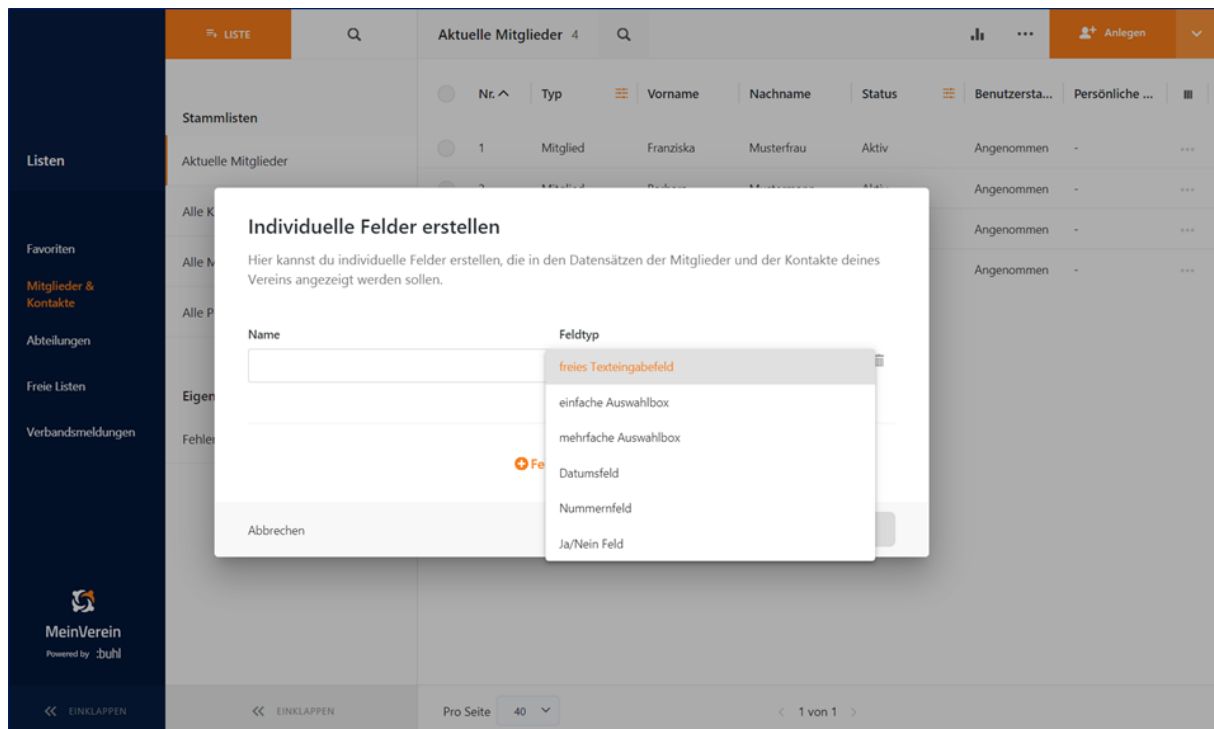 LISTE
Aktuelle Mitglieder 4
Anlegen
Nr. Typ Vorname Nachname Status Benutzersta... Persönliche ...
Stammlisten
Listen
Aktuelle Mitglieder
1 Mitglied Franziska Musterfrau Aktiv Angenommen -
Angenommen -
Alle
Angenommen -
Favoriten
Alle
Angenommen -
Mitglieder &
Kontakte
Alle
Abteilungen
Freie Listen
Verbandsmeldungen
Individuelle Felder erstellen
Hier kannst du individuelle Felder erstellen, die in den Datensätzen der Mitglieder und der Kontakte deines
Vereins angezeigt werden sollen.
Name Feldtyp
freies Texteingabefeld
einfache Auswahlbox
mehrfache Auswahlbox
Datumsfeld
Nummernfeld
Ja/Nein Feld
Abbrechen
MeinVerein
Powered by :buhl
EINKLAPPEN
EINKLAPPEN
Pro Seite 40
1 von 1